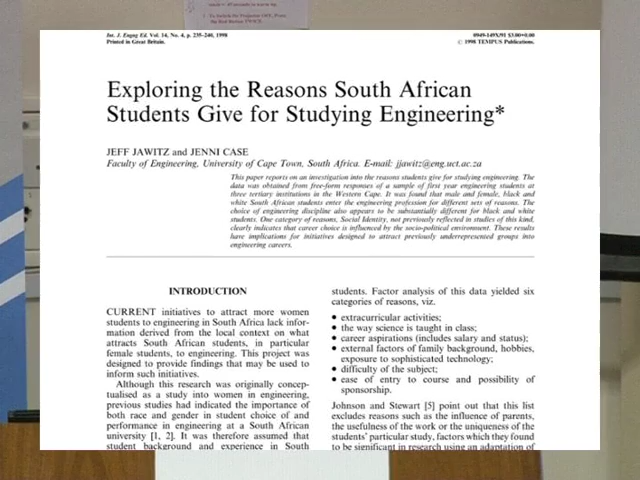 1. To Increase the Projector OFF, Press
Int. J. Engng Ed. Vol. 14, No. 4, p. 235–240, 1998
Printed in Great Britain.
0949-149X/91 $3.00+0.00
© 1998 TEMPUS Publications.
Exploring the Reasons South African
Students Give for Studying Engineering*
JEFF JAWITZ and JENNI CASE
Faculty of Engineering, University of Cape Town, South Africa. E-mail: jjawitz@eng.uct.ac.za
This paper reports on an investigation into the reasons students give for studying engineering. The
data was obtained from free-form responses of a sample of first year engineering students at
three tertiary institutions in the Western Cape. It was found that male and female, black and
white South African students enter the engineering profession for different sets of reasons. The
choice of engineering discipline also appears to be substantially different for black and white
students. One category of reasons, Social Identity, not previously reflected in studies of this kind,
clearly indicates that career choice is influenced by the socio-political environment. These results
have implications for initiatives designed to attract previously underrepresented groups into
engineering careers.
INTRODUCTION
CURRENT initiatives to attract more women
students to engineering in South Africa lack infor-
mation derived from the local context on what
attracts South African students, in particular
female students, to engineering. This project was
designed to provide findings that may be used to
inform such initiatives.
Although this research was originally concep-
tualised as a study into women in engineering,
previous studies had indicated the importance of
both race and gender in student choice of and
performance in engineering at a South African
university [1, 2]. It was therefore assumed that
student background and experience in South
students. Factor analysis of this data yielded six
categories of reasons, viz.
● extracurricular activities;
● the way science is taught in class;
● career aspirations (includes salary and status);
● external factors of family background, hobbies,
exposure to sophisticated technology;
● difficulty of the subject;
● ease of entry to course and possibility of
sponsorship.
Johnson and Stewart [5] point out that this list
excludes reasons such as the influence of parents,
the usefulness of the work or the uniqueness of the
students' particular study, factors which they found
to be significant in research using an adaptation of